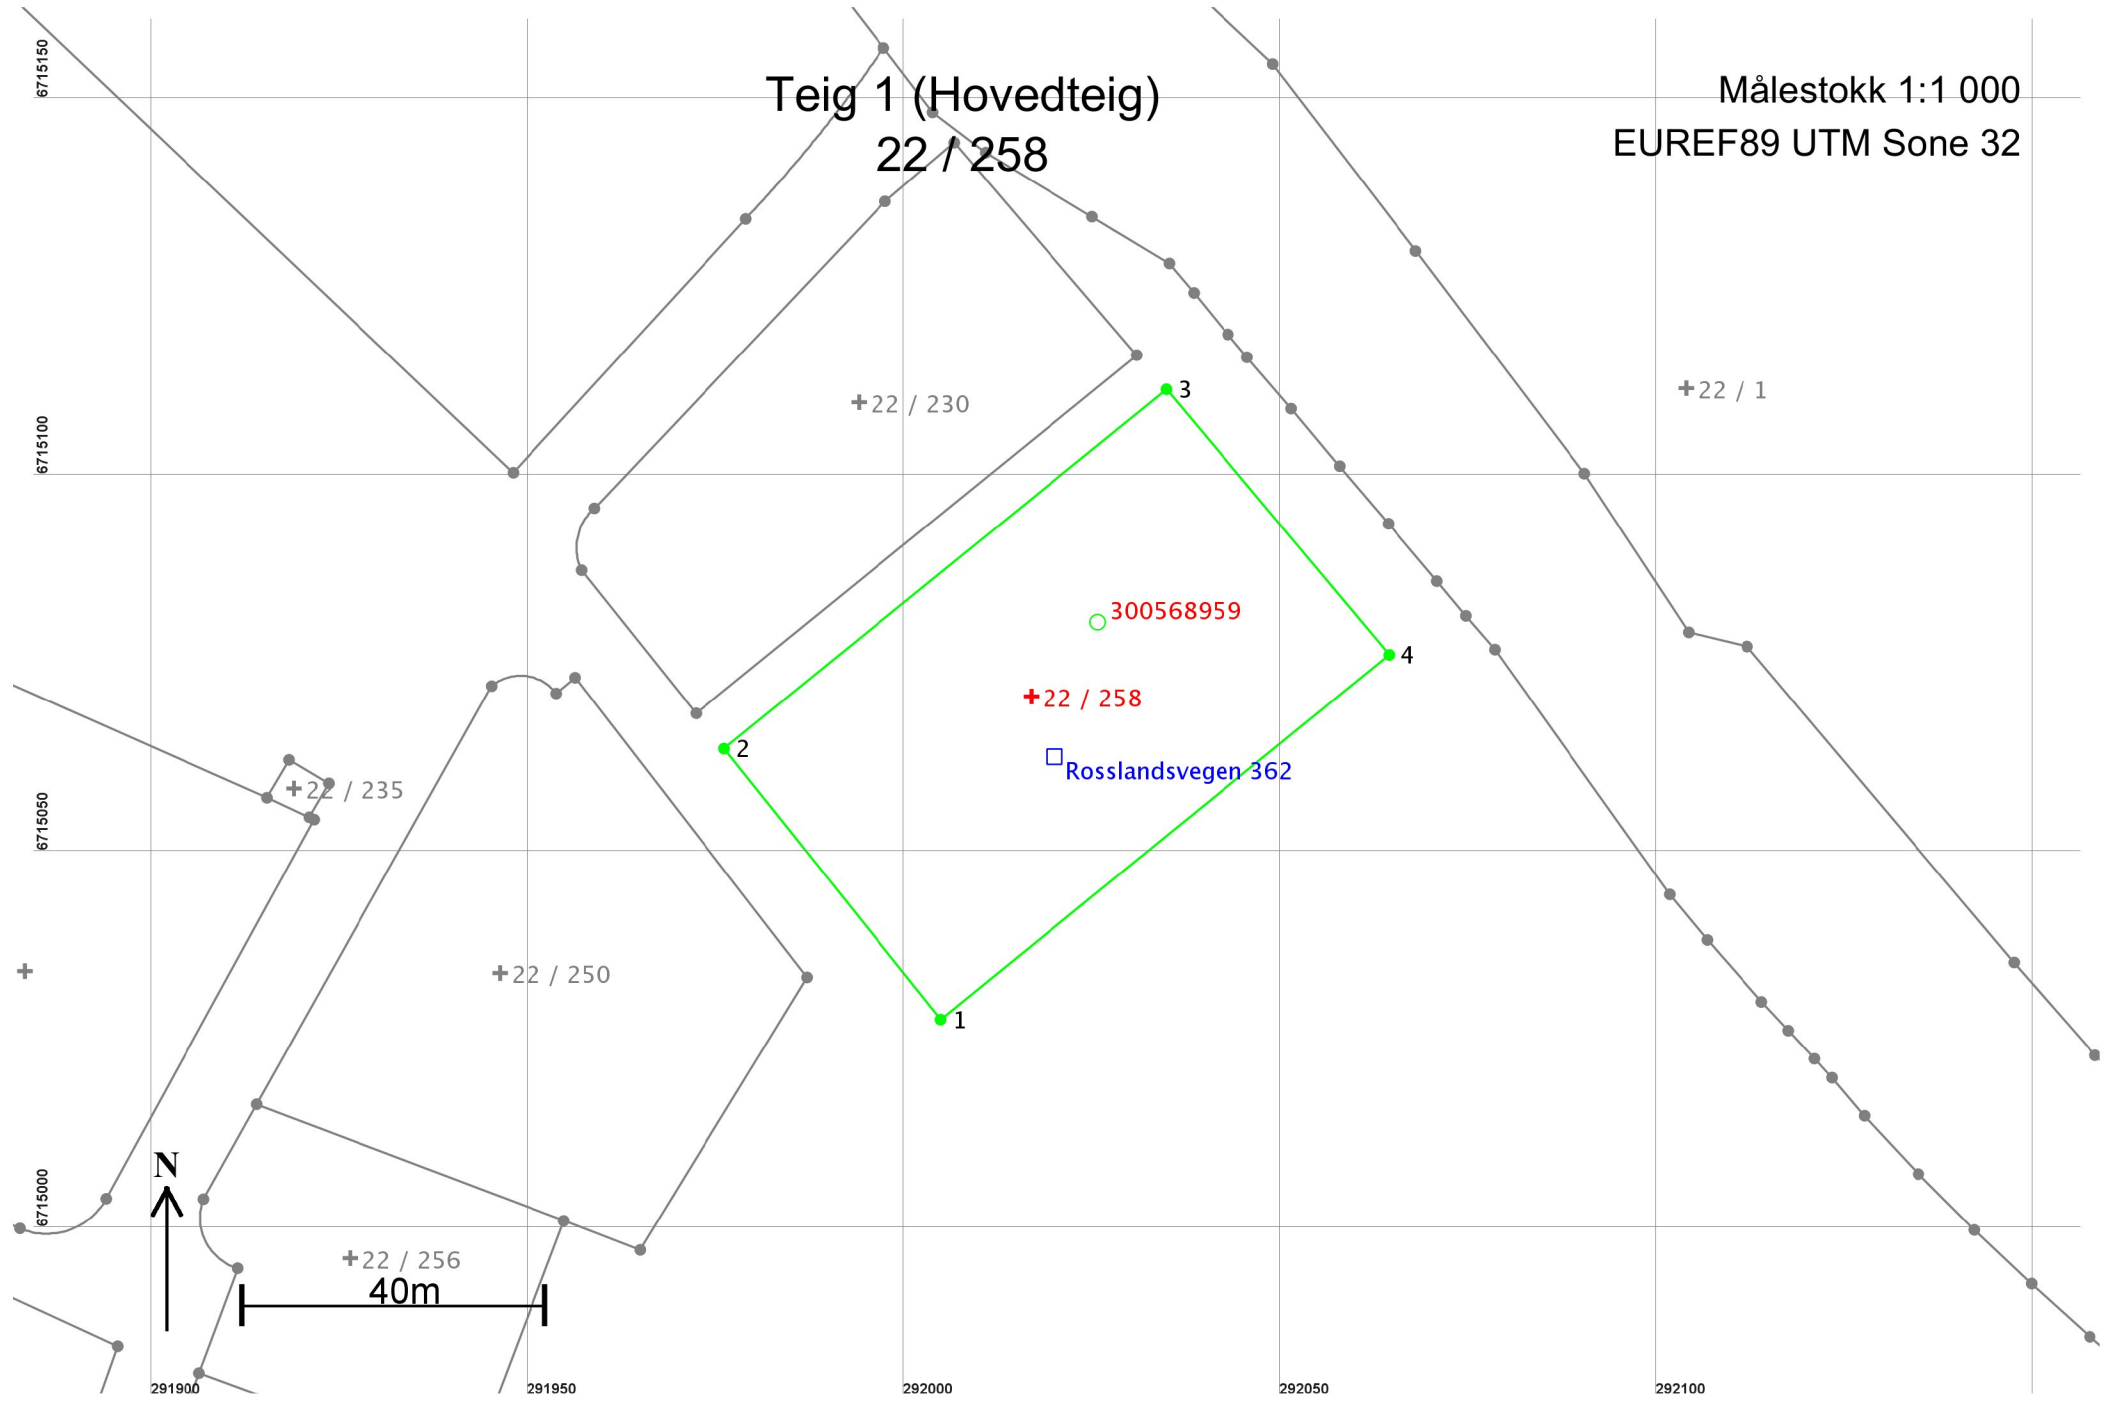 6715150
Teig 1 (Hovedteig)
22 / 258
Målestokk 1:1 000
EUREF89 UTM Sone 32
3
22 / 230
22 / 1
6715100
300568959
4
22 / 258
2
Rosslandsvegen 362
22 / 235
6715050
22 / 250
1
N
6715000
22 / 256
40m
291900
291950
292000
292050
292100